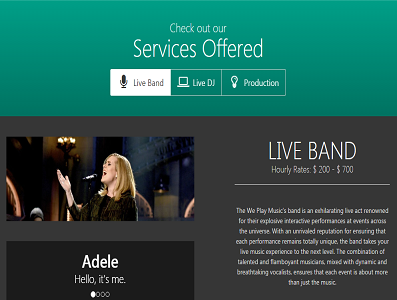 Check out our
Services Offered
Live Band
Live DJ
Production
LIVE BAND
Hourly Rates: $ 200 - $ 700
The We Play Music's band is an exhilarating live act renowned
for their explosive interactive performances at events across
the universe. With an unrivaled reputation for ensuring that
each performance remains totally unique, the band takes your
live music experience to the next level. The combination of
talented and flamboyant musicians, mixed with dynamic and
breathtaking vocalists, ensures that each event is about more
than just the music.
Adele
Hello, it's me.